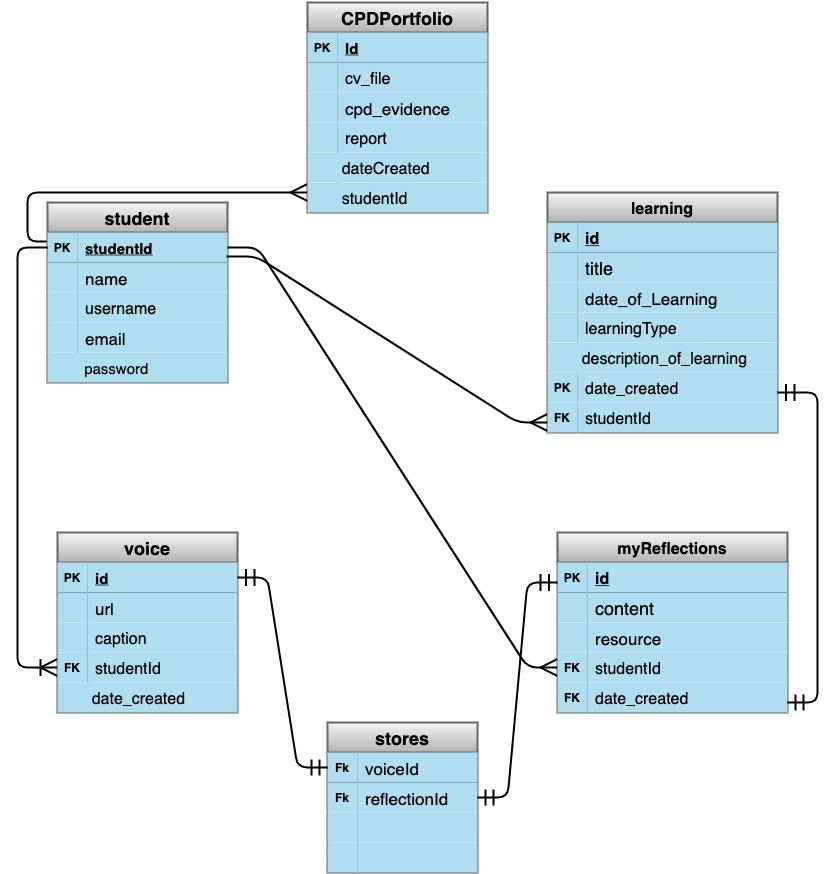 CPDPortfolio
PK Id
cv_file
cpd_evidence
report
dateCreated
studentId
student
PK studentId
name
username
email
password
learning
PK id
title
date_of_Learning
learningType
description_of_learning
PK date_created
FK studentId
voice
PK id
url
caption
FK studentId
date_created
myReflections
PK id
content
resource
FK studentId
FK date_created
stores
Fk voiceId
Fk reflectionId